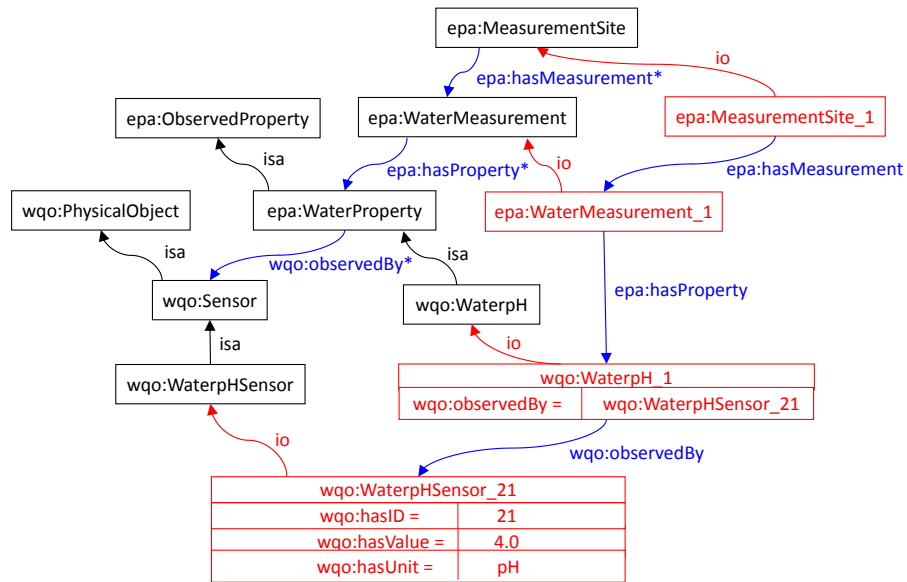 epa:MeasurementSite
io
epa:hasMeasurement*
epa:ObservedProperty
epa:WaterMeasurement
epa:MeasurementSite_1
isa
epa:hasProperty*
io
epa:hasMeasurement
wqo:PhysicalObject
epa:WaterProperty
epa:WaterMeasurement_1
isa
wqo:observedBy*
isa
wqo:Sensor
wqo:WaterpH
epa:hasProperty
isa
io
wqo:WaterpHSensor
wqo:WaterpH_1
wqo:observedBy = wqo:WaterpHSensor_21
io
wqo:observedBy
wqo:WaterpHSensor_21
wqo:hasID = 21
wqo:hasValue = 4.0
wqo:hasUnit = pH